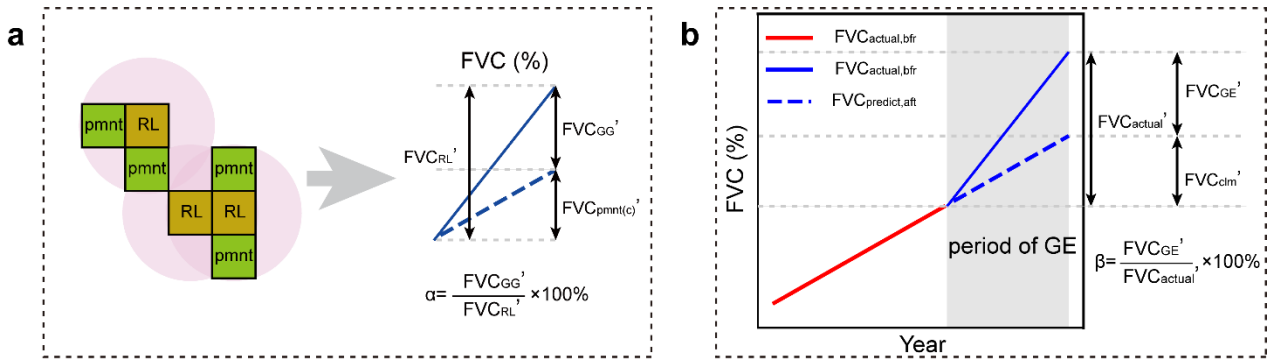 a
pmnt RL
pmnt pmnt
RL RL
pmnt
FVC (%)
FVCRL’
FVCGG’
FVCpmnt(c)’
α= FVCGG’ / FVCRL’ ×100%
b
FVCactual,bfr
FVCactual,bfr
FVCpredict,aft
FVC (%)
period of GE
Year
FVCactual’
FVCGE’
FVCclm’
β= FVCGE’ / FVCactual’ ×100%